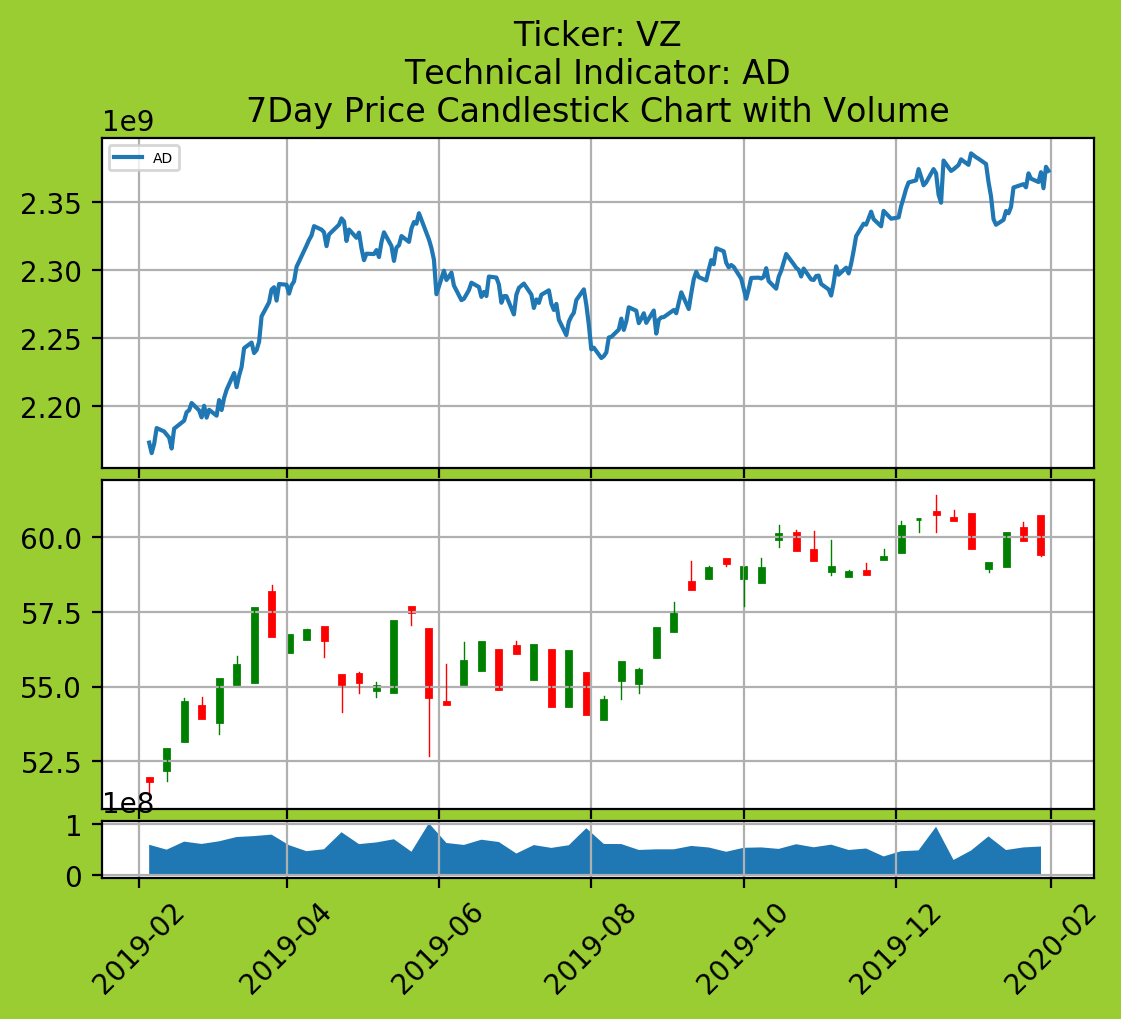 Ticker: VZ
Technical Indicator: AD
7Day Price Candlestick Chart with Volume
1e9
AD
2.35
2.30
2.25
2.20
60.0
57.5
55.0
52.5
1e8
1
0
2019-02
2019-04
2019-06
2019-08
2019-10
2019-12
2020-02